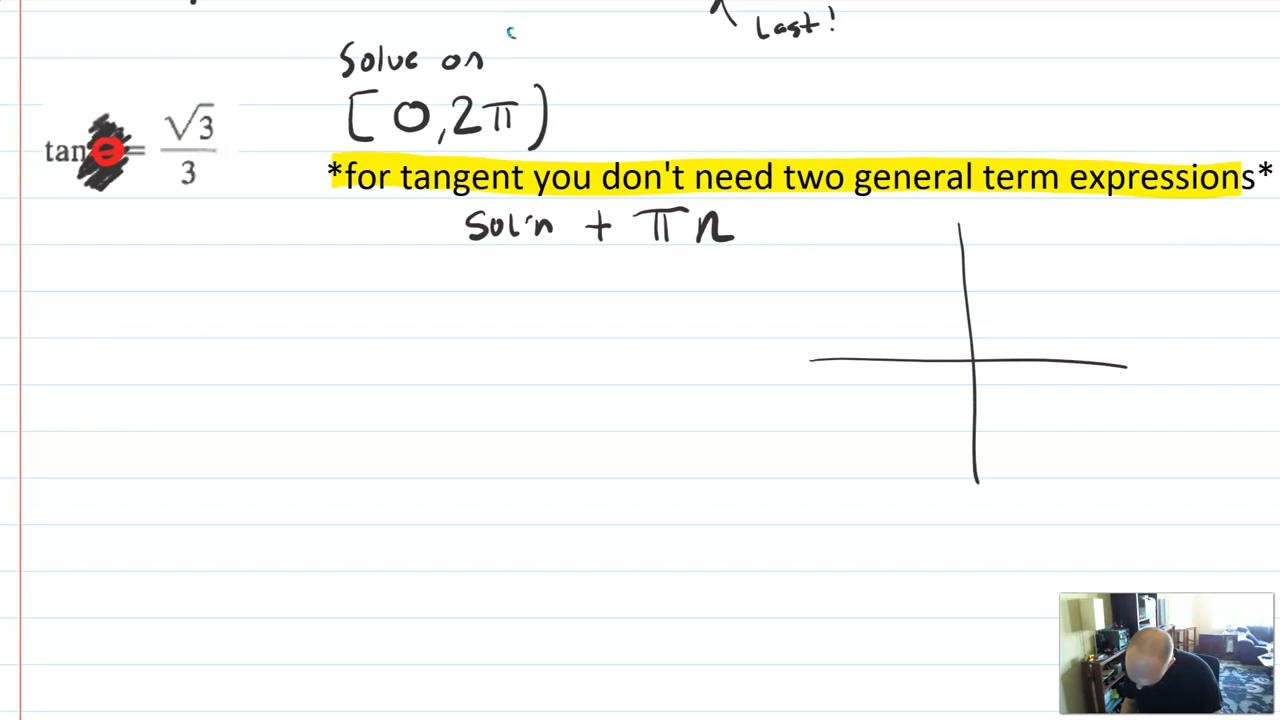 Last!
Solve on
[0, 2π)
tan θ = √3/3
*for tangent you don't need two general term expressions*
Sol'n + πn